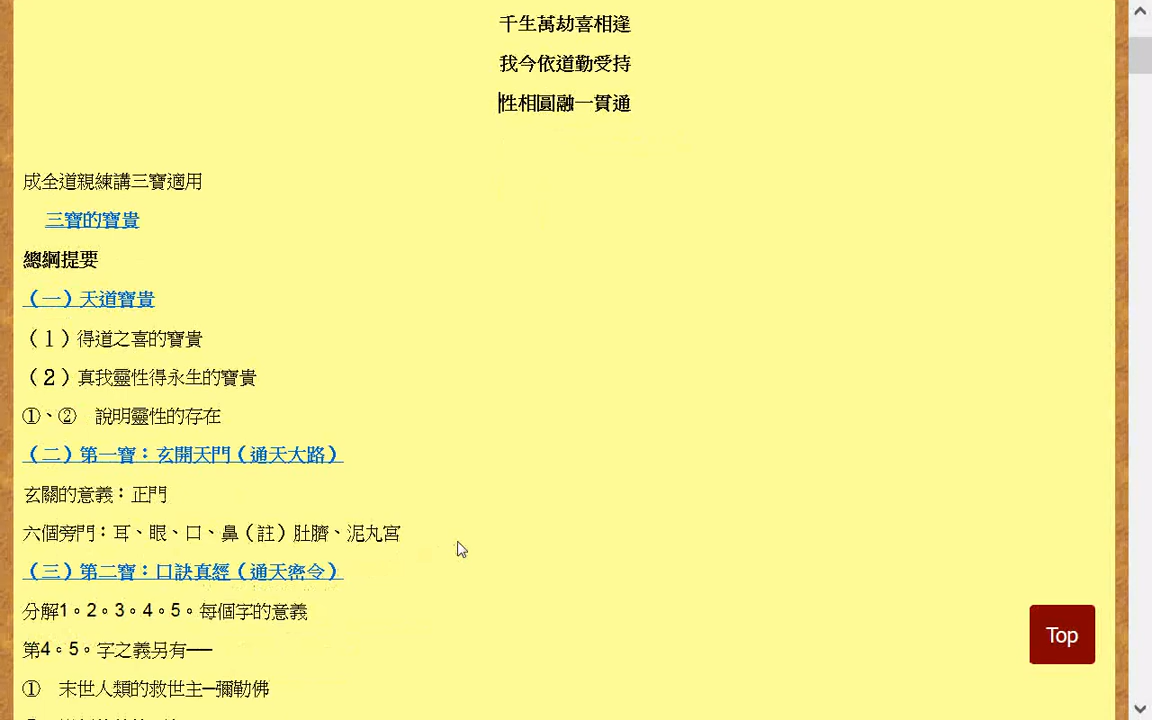 千生萬劫喜相逢
我今依道勤受持
性相圓融一貫通
成全道親練講三寶適用
三寶的寶貴
總綱提要
（一）天道寶貴
（１）得道之喜的寶貴
（２）真我靈性得永生的寶貴
①、②　說明靈性的存在
（二）第一寶：玄開天門（通天大路）
玄關的意義：正門
六個旁門：耳、眼、口、鼻（註）肚臍、泥丸宮
（三）第二寶：口訣真經（通天密令）
分解1。2。3。4。5。每個字的意義
第4。5。字之義另有──
①　末世人類的救世主─彌勒佛
Top